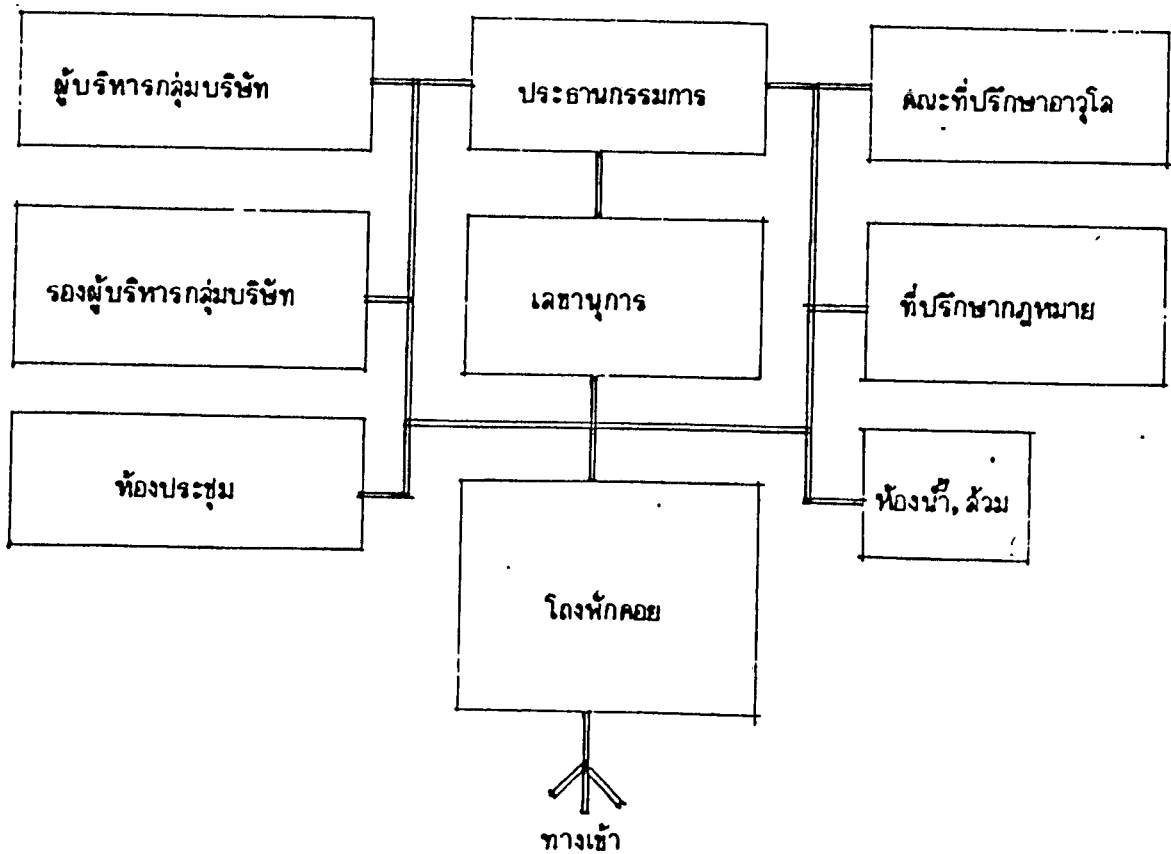 ผู้บริหารกลุ่มบริษัท
ประธานกรรมการ
คณะที่ปรึกษาอาวุโส
รองผู้บริหารกลุ่มบริษัท
เลขานุการ
ที่ปรึกษากฎหมาย
ห้องประชุม
ห้องน้ำ, ส้วม
โถงพักคอย
ทางเข้า